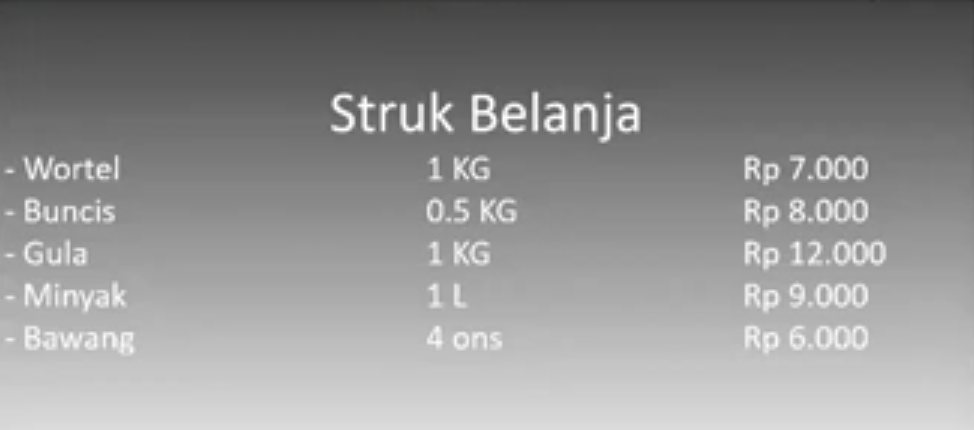 Struk Belanja
- Wortel 1 KG Rp 7.000
- Buncis 0.5 KG Rp 8.000
- Gula 1 KG Rp 12.000
- Minyak 1 L Rp 9.000
- Bawang 4 ons Rp 6.000